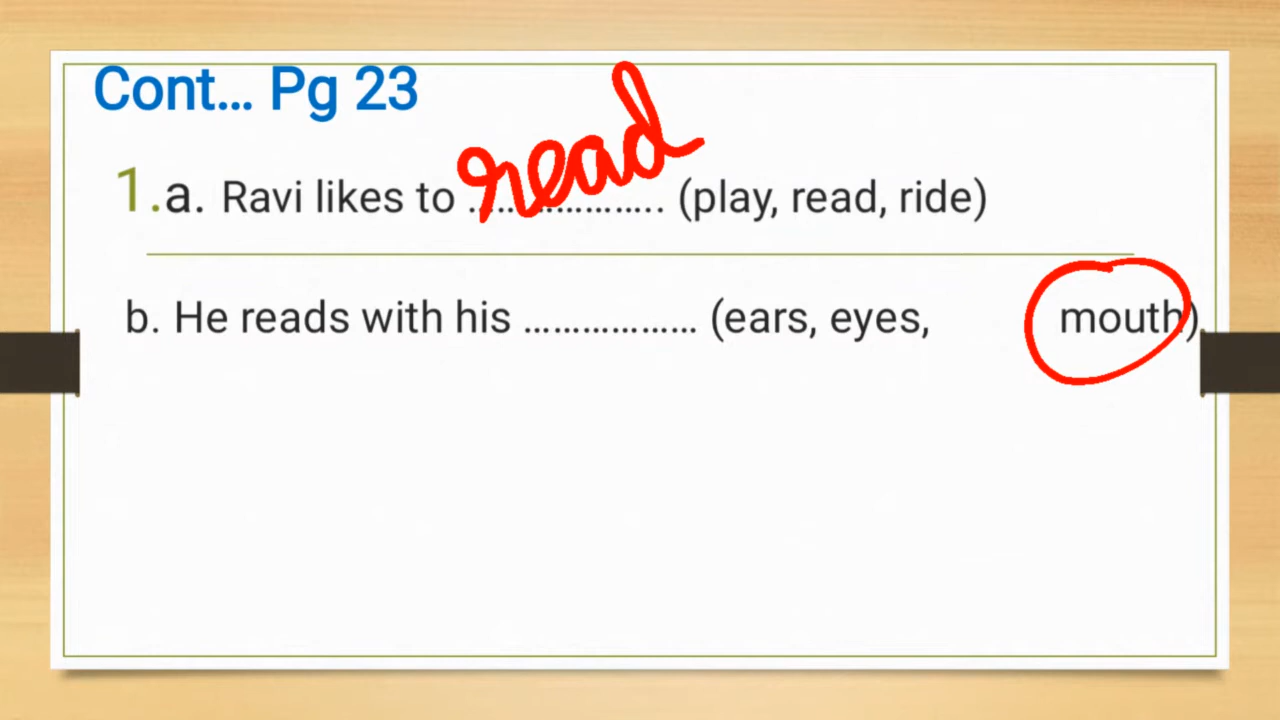 Cont... Pg 23
1.a. Ravi likes to read ................... (play, read, ride)
b. He reads with his .................. (ears, eyes, mouth)